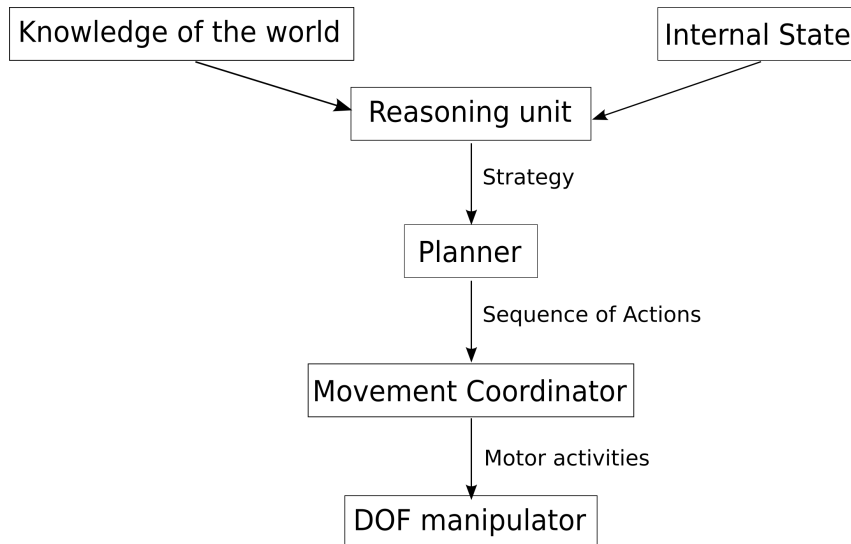 Knowledge of the world
Internal State
Reasoning unit
Strategy
Planner
Sequence of Actions
Movement Coordinator
Motor activities
DOF manipulator